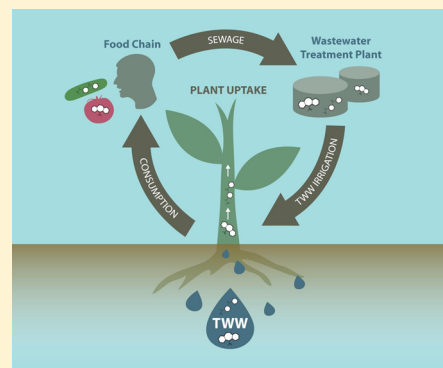 Food Chain
SEWAGE
Wastewater
Treatment Plant
PLANT UPTAKE
CONSUMPTION
TWW IRRIGATION
TWW